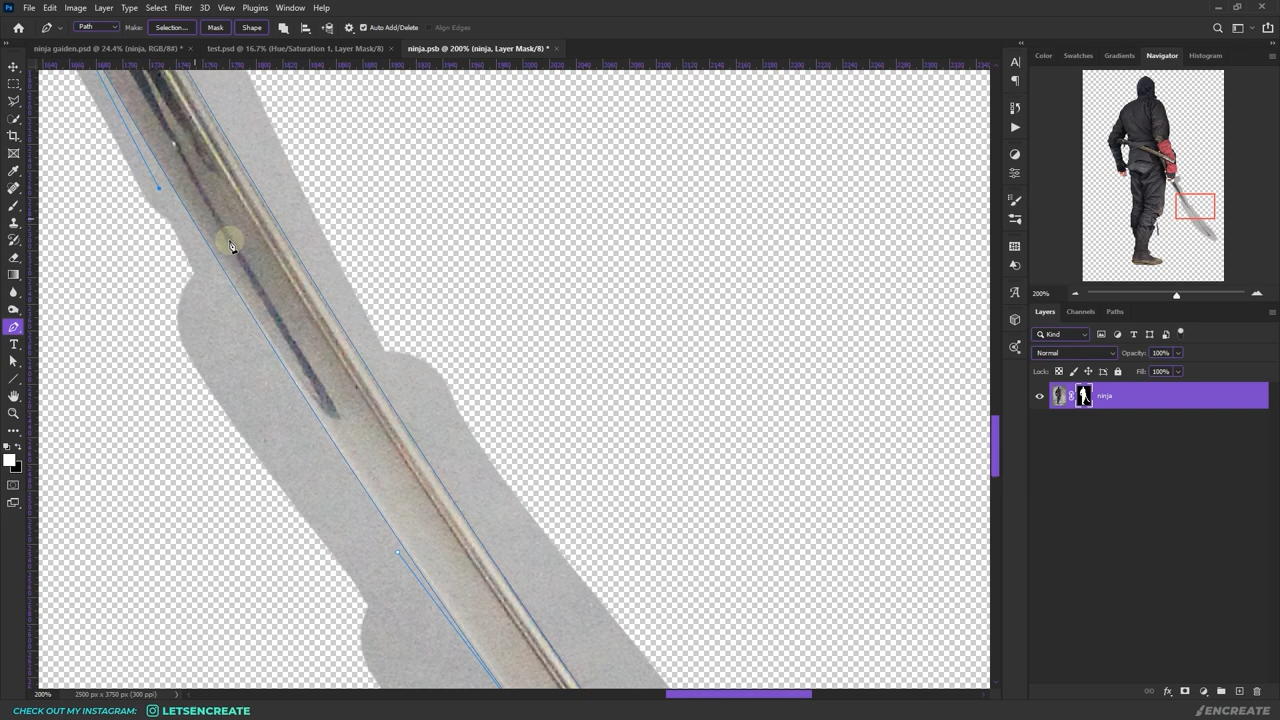 File Edit Image Layer Type Select Filter 3D View Plugins Window Help
Path Make: Selection... Mask Shape Auto Add/Delete Align Edges
ninja gaiden.psd @ 24.4% (ninja, RGB/8#) * × test.psd @ 16.7% (Hue/Saturation 1, Layer Mask/8) × ninja.psb @ 200% (ninja, Layer Mask/8) * ×
Color Swatches Gradients Navigator Histogram
200%
Layers Channels Paths
Kind
Normal Opacity: 100%
Lock: Fill: 100%
ninja
200% 2500 px x 3750 px (300 ppi)
CHECK OUT MY INSTAGRAM: LETSENCREATE
ENCREATE